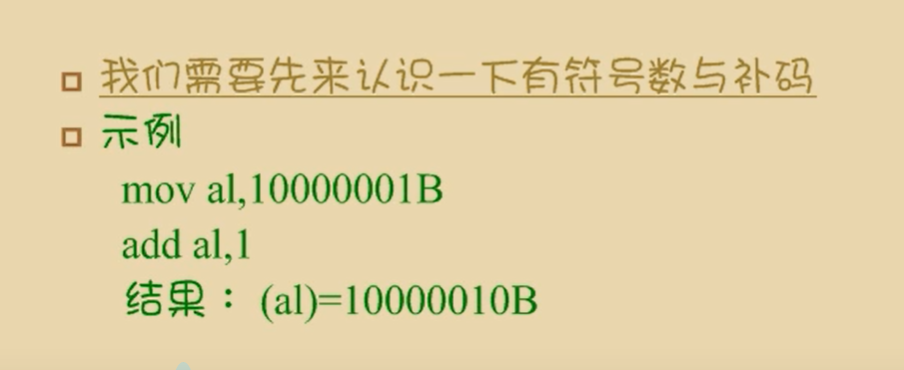 我们需要先来认识一下有符号数与补码
示例
mov al,10000001B
add al,1
结果：(al)=10000010B